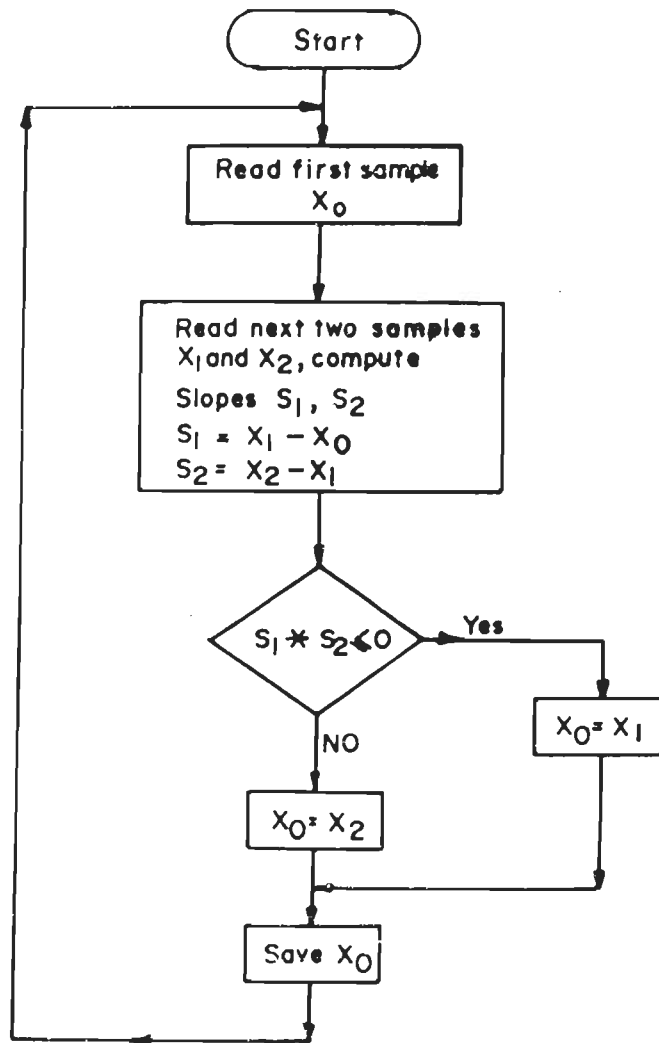 Start
Read first sample
X₀
Read next two samples
X₁ and X₂, compute
Slopes S₁, S₂
S₁ = X₁ − X₀
S₂ = X₂ − X₁
S₁ * S₂ ⩽ 0
Yes
X₀ = X₁
NO
X₀ = X₂
Save X₀